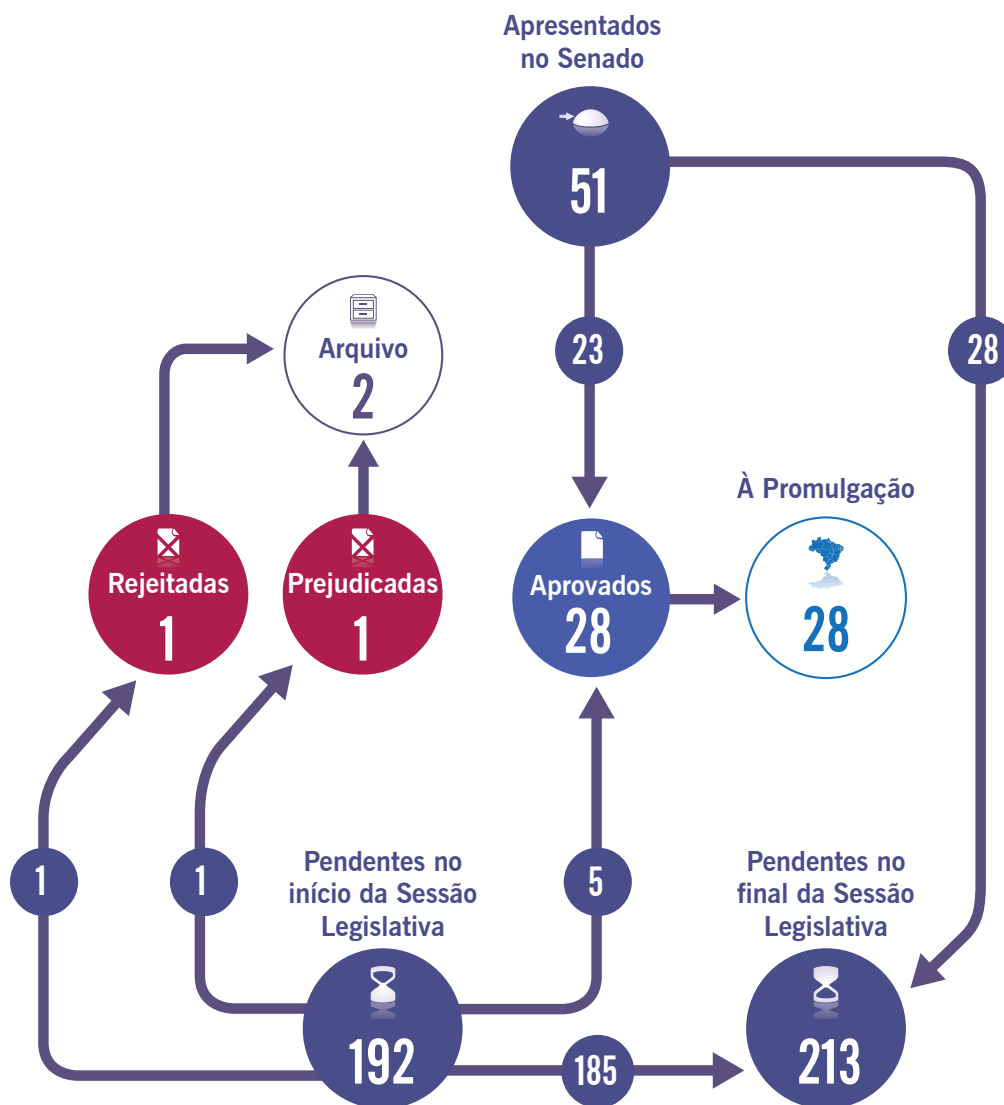 Apresentados
no Senado
51
23
28
Arquivo
2
À Promulgação
28
Rejeitadas
1
Prejudicadas
1
Aprovados
28
1
1
Pendentes no
início da Sessão
Legislativa
192
5
185
Pendentes no
final da Sessão
Legislativa
213